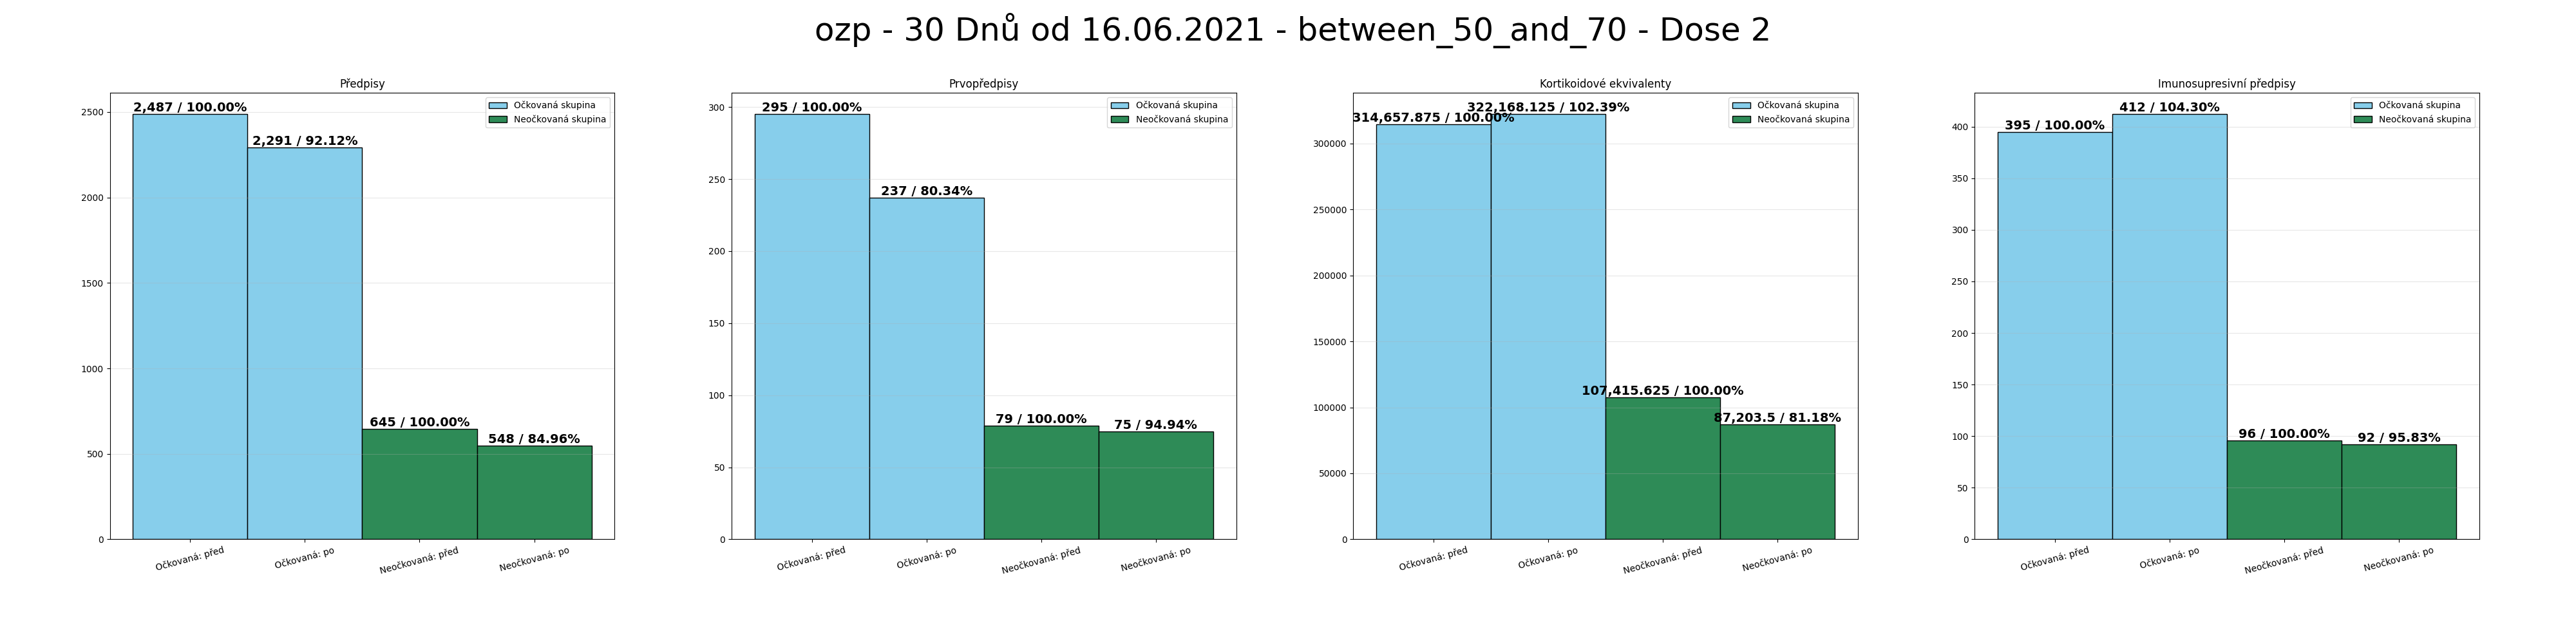 ozp - 30 Dnů od 16.06.2021 - between_50_and_70 - Dose 2
Předpisy
2,487 / 100.00%
2,291 / 92.12%
645 / 100.00%
548 / 84.96%
Očkovaná skupina
Neočkovaná skupina
2500
2000
1500
1000
500
0
Očkovaná: před
Očkovaná: po
Neočkovaná: před
Neočkovaná: po
Prvopředpisy
295 / 100.00%
237 / 80.34%
79 / 100.00%
75 / 94.94%
Očkovaná skupina
Neočkovaná skupina
300
250
200
150
100
50
0
Očkovaná: před
Očkovaná: po
Neočkovaná: před
Neočkovaná: po
Kortikoidové ekvivalenty
314,657.875 / 100.00%
322,168.125 / 102.39%
107,415.625 / 100.00%
87,203.5 / 81.18%
Očkovaná skupina
Neočkovaná skupina
300000
250000
200000
150000
100000
50000
0
Očkovaná: před
Očkovaná: po
Neočkovaná: před
Neočkovaná: po
Imunosupresivní předpisy
395 / 100.00%
412 / 104.30%
96 / 100.00%
92 / 95.83%
Očkovaná skupina
Neočkovaná skupina
400
350
300
250
200
150
100
50
0
Očkovaná: před
Očkovaná: po
Neočkovaná: před
Neočkovaná: po